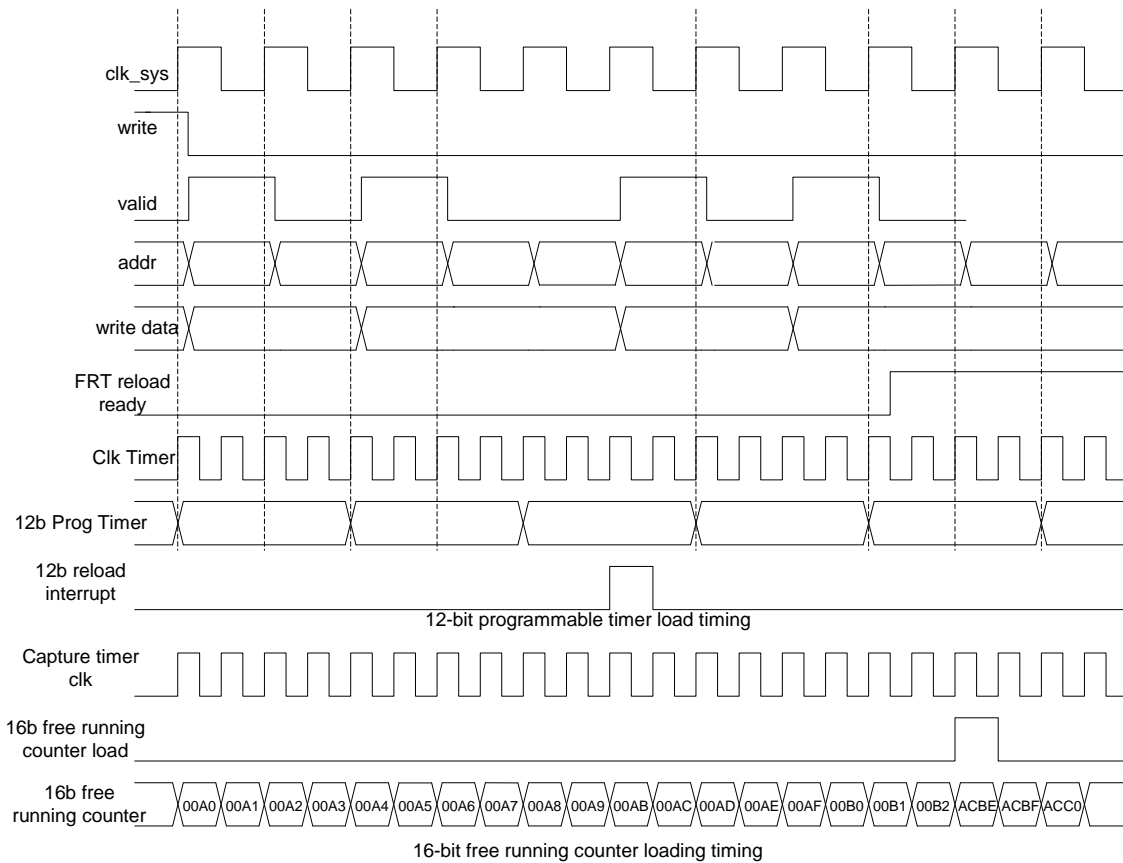 clk_sys
write
valid
addr
write data
FRT reload
ready
Clk Timer
12b Prog Timer
12b reload
interrupt
12-bit programmable timer load timing
Capture timer
clk
16b free running
counter load
16b free
running counter
00A0 00A1 00A2 00A3 00A4 00A5 00A6 00A7 00A8 00A9 00AB 00AC 00AD 00AE 00AF 00B0 00B1 00B2 ACBE ACBF ACC0
16-bit free running counter loading timing